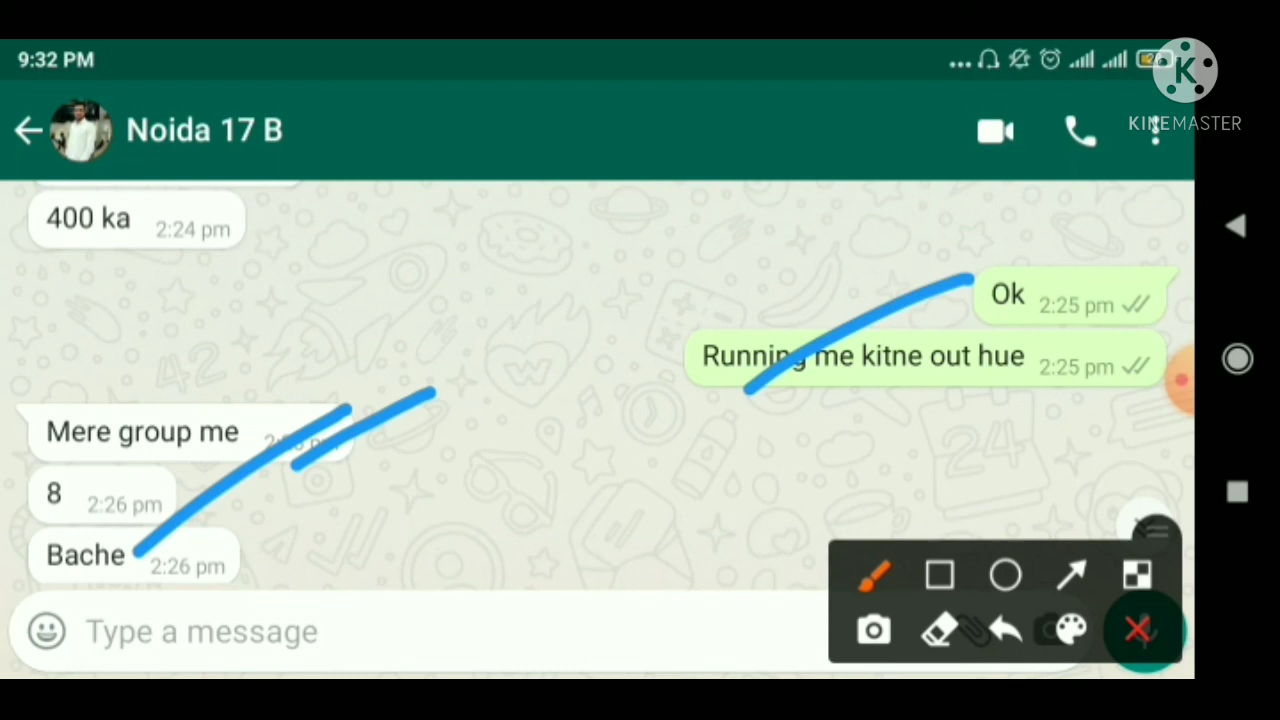 9:32 PM
KINEMASTER
Noida 17 B
400 ka 2:24 pm
Ok 2:25 pm
Running me kitne out hue 2:25 pm
Mere group me
8 2:26 pm
Bache 2:26 pm
Type a message